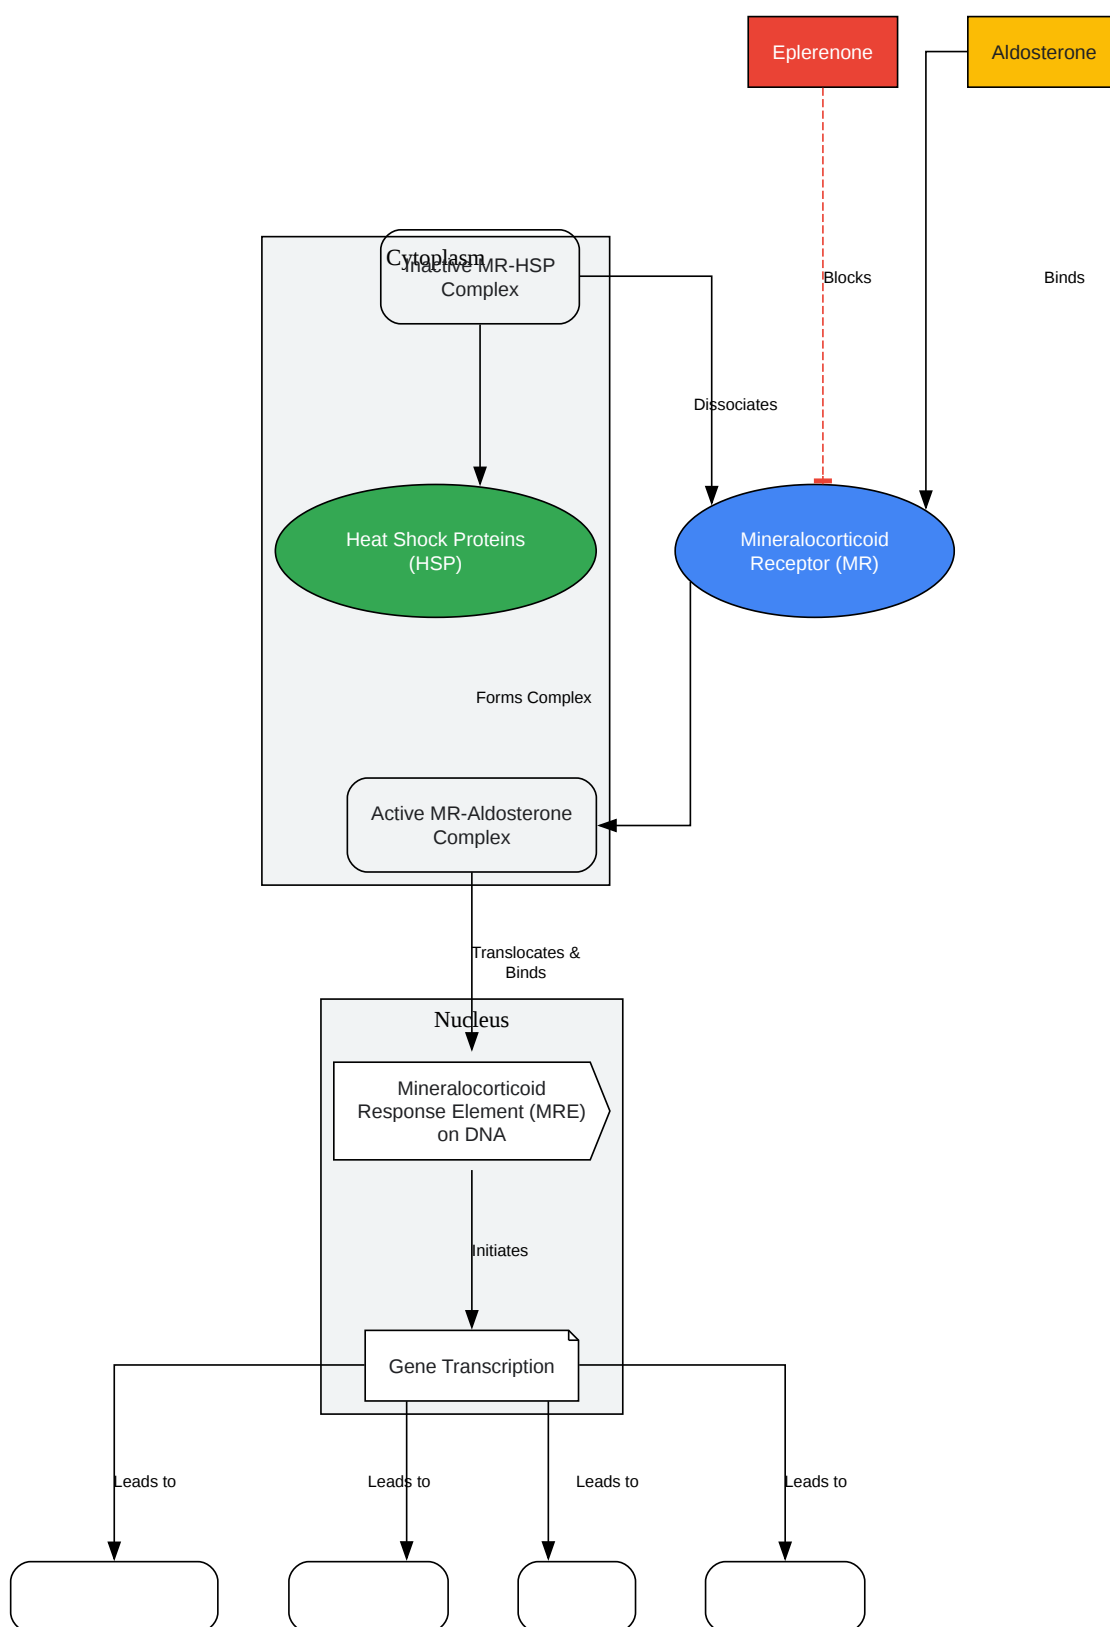 Eplerenone
Aldosterone
Cytoplasm
Inactive MR-HSP
Complex
Blocks
Binds
Dissociates
Heat Shock Proteins
(HSP)
Mineralocorticoid
Receptor (MR)
Forms Complex
Active MR-Aldosterone
Complex
Translocates &
Binds
Nucleus
Mineralocorticoid
Response Element (MRE)
on DNA
Initiates
Gene Transcription
Leads to
Leads to
Leads to
Leads to